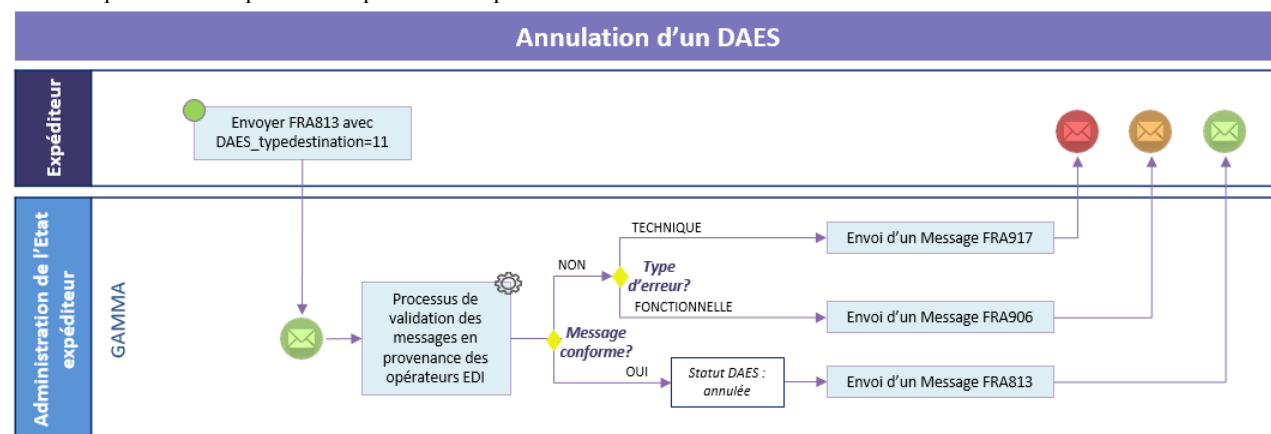 Annulation d’un DAES
Expéditeur
Envoyer FRA813 avec
DAES_typedestination=11
Administration de l’Etat
expéditeur
GAMMA
Processus de
validation des
messages en
provenance des
opérateurs EDI
Message
conforme?
NON
OUI
Type
d’erreur?
TECHNIQUE
FONCTIONNELLE
Envoi d’un Message FRA917
Envoi d’un Message FRA906
Statut DAES :
annulée
Envoi d’un Message FRA813